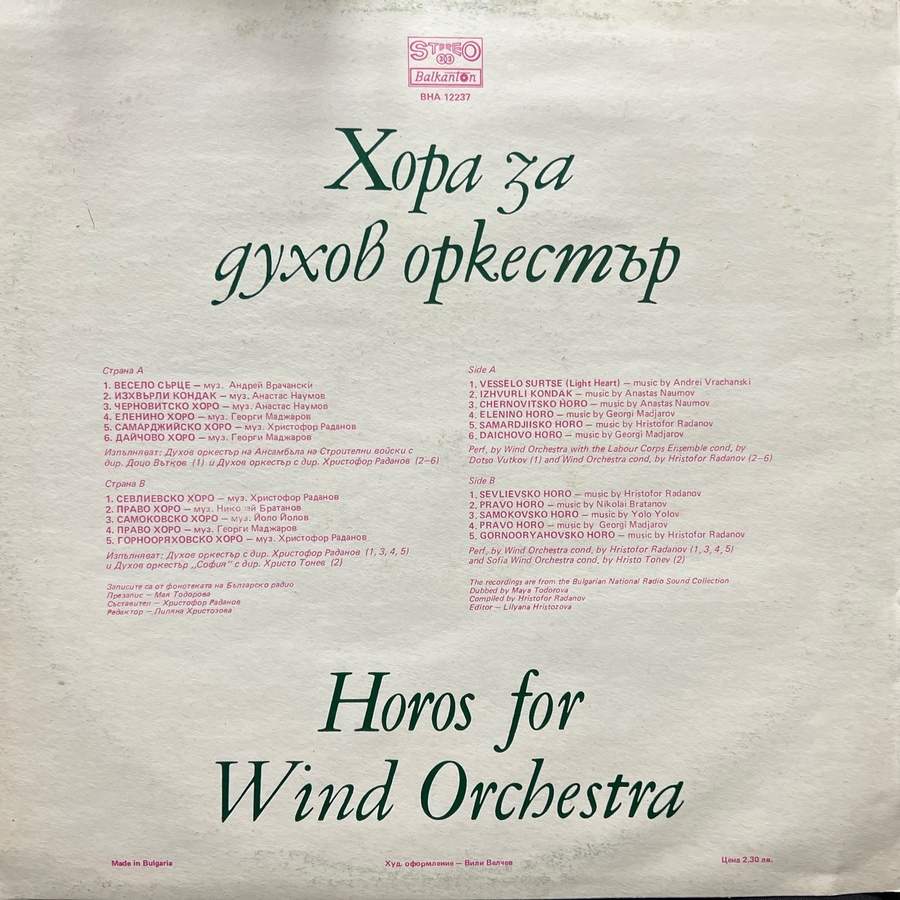 STEREO
33
Balkanton
ВНА 12237
Хора за
духов оркестър
Страна А
1. ВЕСЕЛО СЪРЦЕ — муз. Андрей Врачански
2. ИЗХВЪРЛИ КОНДАК — муз. Анастас Наумов
3. ЧЕРНОВИТСКО ХОРО — муз. Анастас Наумов
4. ЕЛЕНИНО ХОРО — муз. Георги Маджаров
5. САМАРДЖИЙСКО ХОРО — муз. Христофор Раданов
6. ДАЙЧОВО ХОРО — муз. Георги Маджаров
Изпълняват: Духов оркестър на Ансамбъла на Строителни войски с
дир. Доцо Вътков (1) и Духов оркестър с дир. Христофор Раданов (2–6)
Страна В
1. СЕВЛИЕВСКО ХОРО — муз. Христофор Раданов
2. ПРАВО ХОРО — муз. Николай Братанов
3. САМОКОВСКО ХОРО — муз. Йоло Йолов
4. ПРАВО ХОРО — муз. Георги Маджаров
5. ГОРНООРЯХОВСКО ХОРО — муз. Христофор Раданов
Изпълняват: Духов оркестър с дир. Христофор Раданов (1, 3, 4, 5)
и Духов оркестър „София" с дир. Христо Тонев (2)
Записите са от фонотеката на Българско радио
Презапис — Мая Тодорова
Съставител — Христофор Раданов
Редактор — Лиляна Христозова
Side A
1. VESSELO SURTSE (Light Heart) — music by Andrei Vrachanski
2. IZHVURLI KONDAK — music by Anastas Naumov
3. CHERNOVITSKO HORO — music by Anastas Naumov
4. ELENINO HORO — music by Georgi Madjarov
5. SAMARDJIISKO HORO — music by Hristofor Radanov
6. DAICHOVO HORO — music by Georgi Madjarov
Perf. by Wind Orchestra with the Labour Corps Ensemble cond. by
Dotso Vutkov (1) and Wind Orchestra cond. by Hristofor Radanov (2–6)
Side B
1. SEVLIEVSKO HORO — music by Hristofor Radanov
2. PRAVO HORO — music by Nikolai Bratanov
3. SAMOKOVSKO HORO — music by Yolo Yolov
4. PRAVO HORO — music by Georgi Madjarov
5. GORNOORYAHOVSKO HORO — music by Hristofor Radanov
Perf. by Wind Orchestra cond. by Hristofor Radanov (1, 3, 4, 5)
and Sofia Wind Orchestra cond. by Hristo Tonev (2)
The recordings are from the Bulgarian National Radio Sound Collection
Dubbed by Maya Todorova
Compiled by Hristofor Radanov
Editor — Lilyana Hristozova
Horos for
Wind Orchestra
Made in Bulgaria
Худ. оформление — Вили Велчев
Цена 2,30 лв.